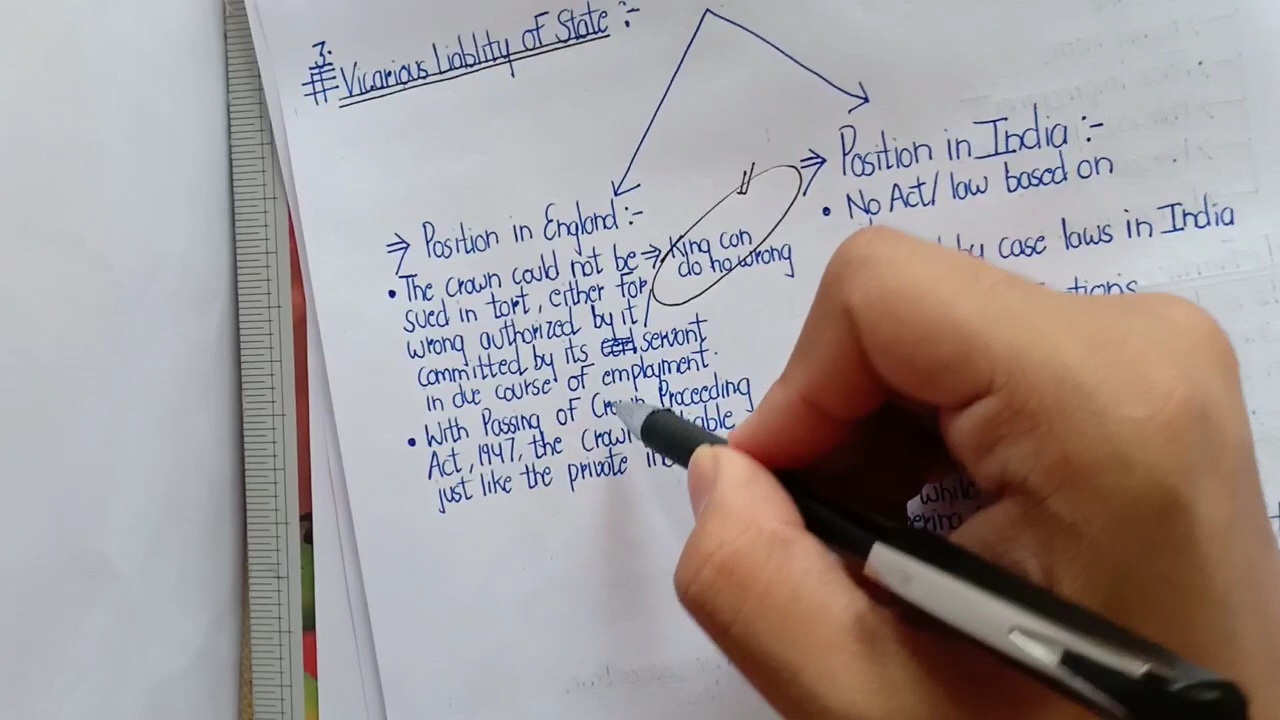 3.
# Vicarious Liablity of State :-
⇒ Position in England :-
• The crown could not be ⇒ King can
do no wrong
sued in tort, either for
wrong authorized by it
committed by its servant
in due course of employment.
• With Passing of Crown Proceeding
Act, 1947, the Crown liable
just like the private
⇒ Position in India :-
• No Act/law based on
by case laws in India
while